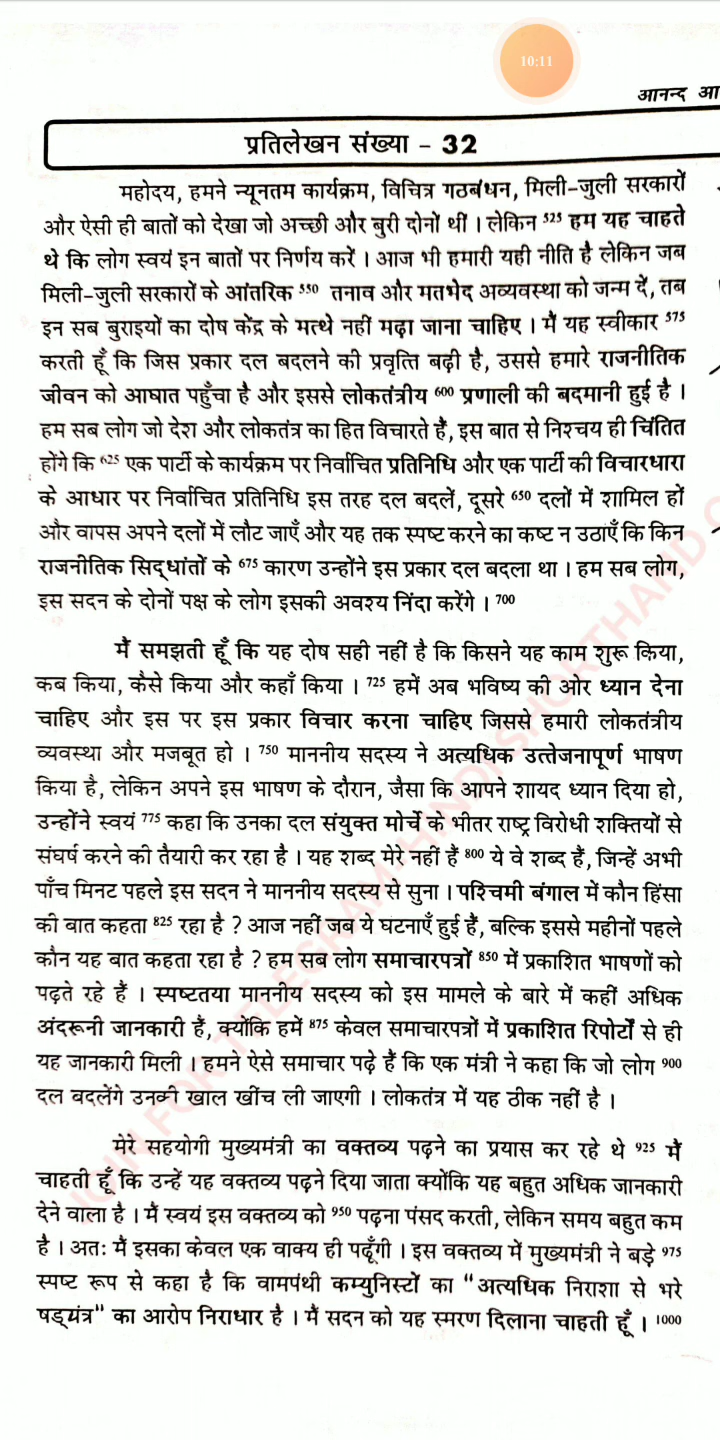 10:11
आनन्द आ
प्रतिलेखन संख्या - 32
महोदय, हमने न्यूनतम कार्यक्रम, विचित्र गठबंधन, मिली-जुली सरकारों
और ऐसी ही बातों को देखा जो अच्छी और बुरी दोनों थीं । लेकिन 525 हम यह चाहते
थे कि लोग स्वयं इन बातों पर निर्णय करें । आज भी हमारी यही नीति है लेकिन जब
मिली-जुली सरकारों के आंतरिक 550 तनाव और मतभेद अव्यवस्था को जन्म दें, तब
इन सब बुराइयों का दोष केंद्र के मत्थे नहीं मढ़ा जाना चाहिए । मैं यह स्वीकार 575
करती हूँ कि जिस प्रकार दल बदलने की प्रवृत्ति बढ़ी है, उससे हमारे राजनीतिक
जीवन को आघात पहुँचा है और इससे लोकतंत्रीय 600 प्रणाली की बदमानी हुई है ।
हम सब लोग जो देश और लोकतंत्र का हित विचारते हैं, इस बात से निश्चय ही चिंतित
होंगे कि 625 एक पार्टी के कार्यक्रम पर निर्वाचित प्रतिनिधि और एक पार्टी की विचारधारा
के आधार पर निर्वाचित प्रतिनिधि इस तरह दल बदलें, दूसरे 650 दलों में शामिल हों
और वापस अपने दलों में लौट जाएँ और यह तक स्पष्ट करने का कष्ट न उठाएँ कि किन
राजनीतिक सिद्धांतों के 675 कारण उन्होंने इस प्रकार दल बदला था । हम सब लोग,
इस सदन के दोनों पक्ष के लोग इसकी अवश्य निंदा करेंगे । 700
मैं समझती हूँ कि यह दोष सही नहीं है कि किसने यह काम शुरू किया,
कब किया, कैसे किया और कहाँ किया । 725 हमें अब भविष्य की ओर ध्यान देना
चाहिए और इस पर इस प्रकार विचार करना चाहिए जिससे हमारी लोकतंत्रीय
व्यवस्था और मजबूत हो । 750 माननीय सदस्य ने अत्यधिक उत्तेजनापूर्ण भाषण
किया है, लेकिन अपने इस भाषण के दौरान, जैसा कि आपने शायद ध्यान दिया हो,
उन्होंने स्वयं 775 कहा कि उनका दल संयुक्त मोर्चे के भीतर राष्ट्र विरोधी शक्तियों से
संघर्ष करने की तैयारी कर रहा है । यह शब्द मेरे नहीं हैं 800 ये वे शब्द हैं, जिन्हें अभी
पाँच मिनट पहले इस सदन ने माननीय सदस्य से सुना । पश्चिमी बंगाल में कौन हिंसा
की बात कहता 825 रहा है ? आज नहीं जब ये घटनाएँ हुई हैं, बल्कि इससे महीनों पहले
कौन यह बात कहता रहा है ? हम सब लोग समाचारपत्रों 850 में प्रकाशित भाषणों को
पढ़ते रहे हैं । स्पष्टतया माननीय सदस्य को इस मामले के बारे में कहीं अधिक
अंदरूनी जानकारी हैं, क्योंकि हमें 875 केवल समाचारपत्रों में प्रकाशित रिपोर्टों से ही
यह जानकारी मिली । हमने ऐसे समाचार पढ़े हैं कि एक मंत्री ने कहा कि जो लोग 900
दल बदलेंगे उनकी खाल खींच ली जाएगी । लोकतंत्र में यह ठीक नहीं है ।
मेरे सहयोगी मुख्यमंत्री का वक्तव्य पढ़ने का प्रयास कर रहे थे 925 मैं
चाहती हूँ कि उन्हें यह वक्तव्य पढ़ने दिया जाता क्योंकि यह बहुत अधिक जानकारी
देने वाला है । मैं स्वयं इस वक्तव्य को 950 पढ़ना पंसद करती, लेकिन समय बहुत कम
है । अतः मैं इसका केवल एक वाक्य ही पढ़ूँगी । इस वक्तव्य में मुख्यमंत्री ने बड़े 975
स्पष्ट रूप से कहा है कि वामपंथी कम्युनिस्टों का "अत्यधिक निराशा से भरे
षड्यंत्र" का आरोप निराधार है । मैं सदन को यह स्मरण दिलाना चाहती हूँ । 1000
JOIN FOR TELEGRAM-HINDI SHORTHAND